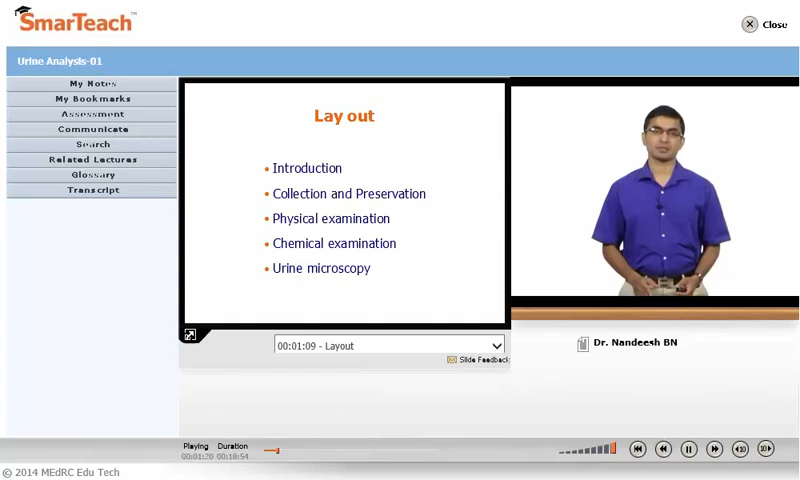 SmarTeach™
Close
Urine Analysis-01
My Notes
My Bookmarks
Assessment
Communicate
Search
Related Lectures
Glossary
Transcript
Lay out
• Introduction
• Collection and Preservation
• Physical examination
• Chemical examination
• Urine microscopy
00:01:09 - Layout
Slide Feedback
Dr. Nandeesh BN
Playing Duration
00:01:20 00:18:54
10 10
© 2014 MEdRC Edu Tech